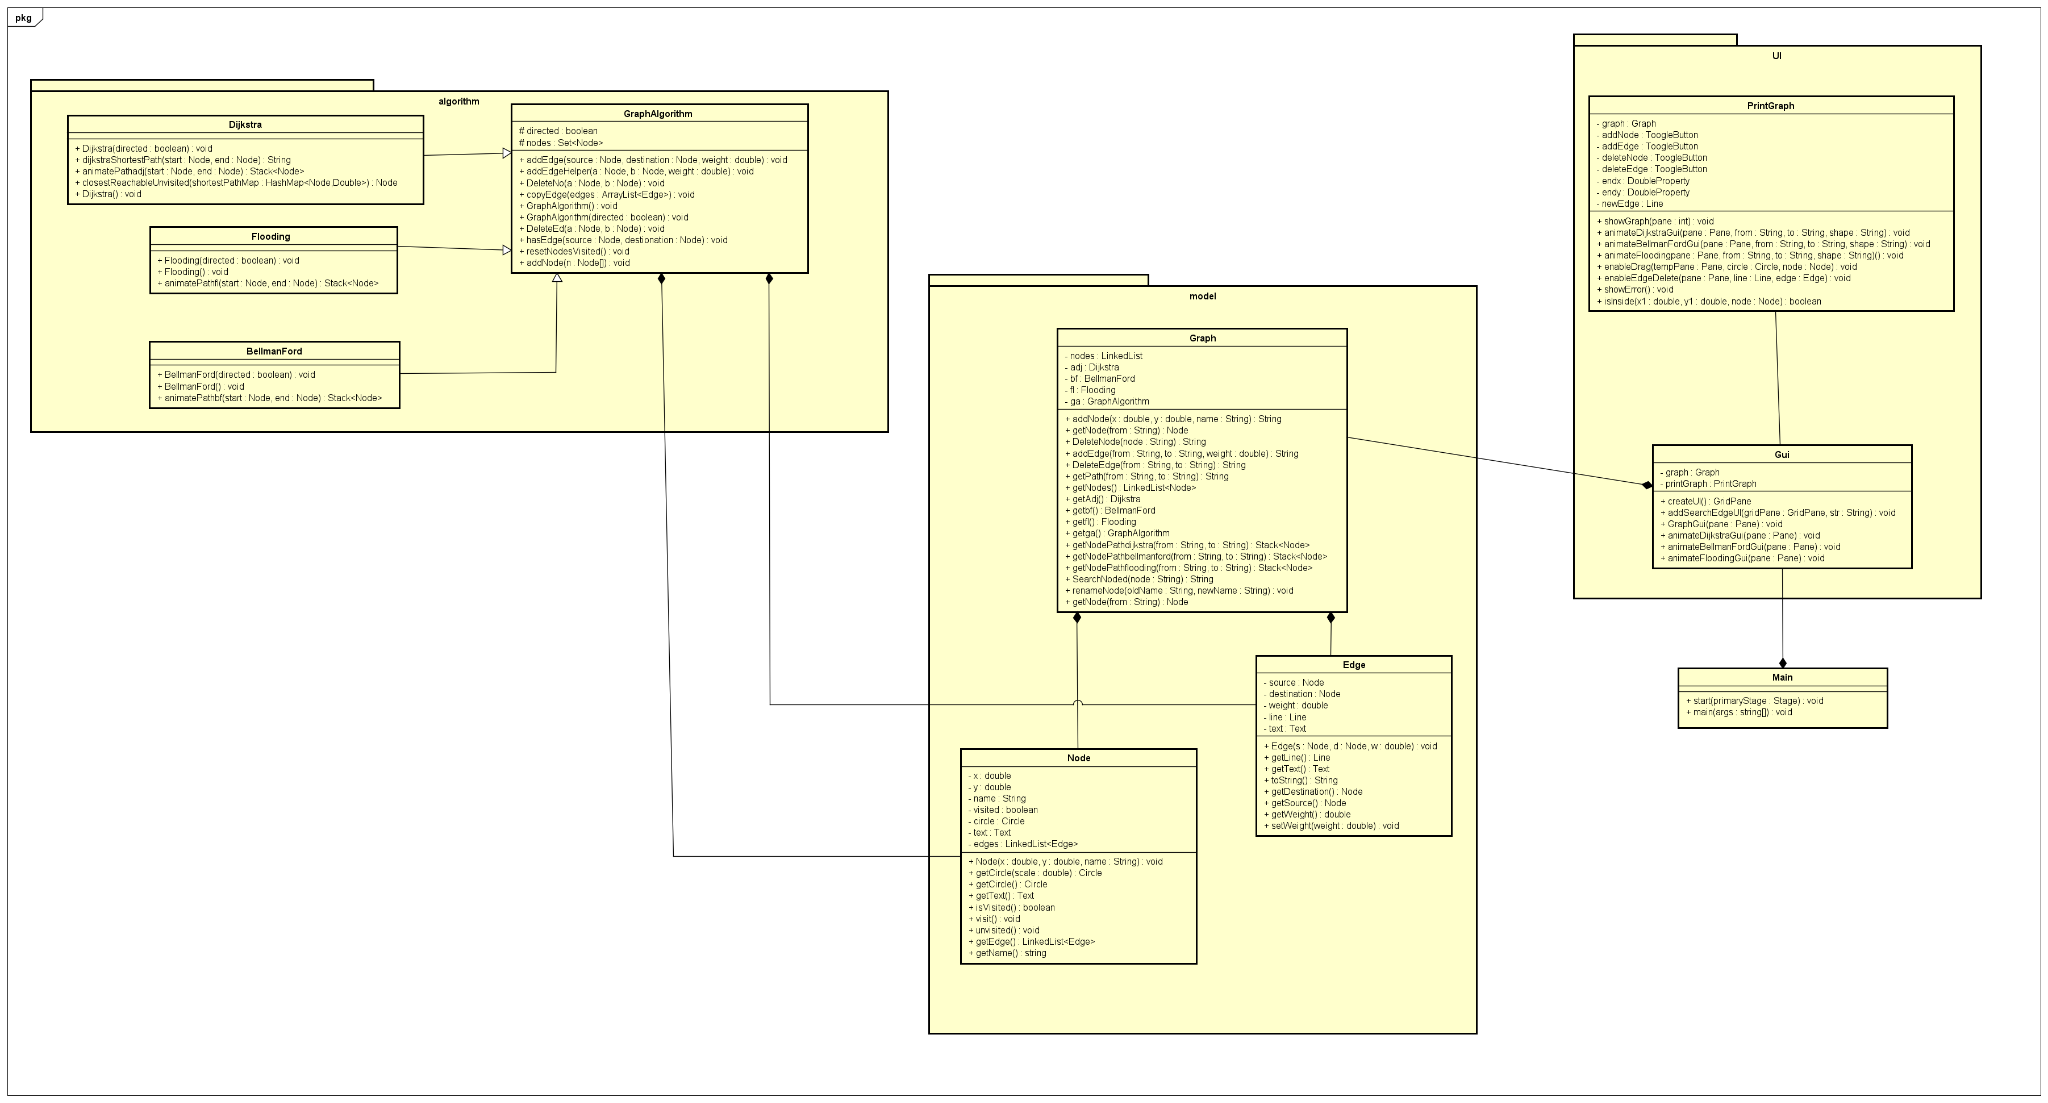 pkg
algorithm
Dijkstra
+ Dijkstra(directed : boolean) : void
+ dijkstraShortestPath(start : Node, end : Node) : String
+ animatePathadj(start : Node, end : Node) : Stack<Node>
+ closestReachableUnvisited(shortestPathMap : HashMap<Node,Double>) : Node
+ Dijkstra() : void
Flooding
+ Flooding(directed : boolean) : void
+ Flooding() : void
+ animatePathfl(start : Node, end : Node) : Stack<Node>
BellmanFord
+ BellmanFord(directed : boolean) : void
+ BellmanFord() : void
+ animatePathbf(start : Node, end : Node) : Stack<Node>
GraphAlgorithm
# directed : boolean
# nodes : Set<Node>
+ addEdge(source : Node, destination : Node, weight : double) : void
+ addEdgeHelper(a : Node, b : Node, weight : double) : void
+ DeleteNo(a : Node, b : Node) : void
+ copyEdge(edges : ArrayList<Edge>) : void
+ GraphAlgorithm() : void
+ GraphAlgorithm(directed : boolean) : void
+ DeleteEd(a : Node, b : Node) : void
+ hasEdge(source : Node, destionation : Node) : void
+ resetNodesVisited() : void
+ addNode(n : Node[]) : void
model
Graph
- nodes : LinkedList
- adj : Dijkstra
- bf : BellmanFord
- fl : Flooding
- ga : GraphAlgorithm
+ addNode(x : double, y : double, name : String) : String
+ getNode(from : String) : Node
+ DeleteNode(node : String) : String
+ addEdge(from : String, to : String, weight : double) : String
+ DeleteEdge(from : String, to : String) : String
+ getPath(from : String, to : String) : String
+ getNodes() : LinkedList<Node>
+ getAdj() : Dijkstra
+ getbf() : BellmanFord
+ getfl() : Flooding
+ getga() : GraphAlgorithm
+ getNodePathdijkstra(from : String, to : String) : Stack<Node>
+ getNodePathbellmanford(from : String, to : String) : Stack<Node>
+ getNodePathflooding(from : String, to : String) : Stack<Node>
+ SearchNoded(node : String) : String
+ renameNode(oldName : String, newName : String) : void
+ getNode(from : String) : Node
Edge
- source : Node
- destination : Node
- weight : double
- line : Line
- text : Text
+ Edge(s : Node, d : Node, w : double) : void
+ getLine() : Line
+ getText() : Text
+ toString() : String
+ getDestination() : Node
+ getSource() : Node
+ getWeight() : double
+ setWeight(weight : double) : void
Node
- x : double
- y : double
- name : String
- visited : boolean
- circle : Circle
- text : Text
- edges : LinkedList<Edge>
+ Node(x : double, y : double, name : String) : void
+ getCircle(scale : double) : Circle
+ getCircle() : Circle
+ getText() : Text
+ isVisited() : boolean
+ visit() : void
+ unvisited() : void
+ getEdge() : LinkedList<Edge>
+ getName() : string
UI
PrintGraph
- graph : Graph
- addNode : ToogleButton
- addEdge : ToogleButton
- deleteNode : ToogleButton
- deleteEdge : ToogleButton
- endx : DoubleProperty
- endy : DoubleProperty
- newEdge : Line
+ showGraph(pane : int) : void
+ animateDijkstraGui(pane : Pane, from : String, to : String, shape : String) : void
+ animateBellmanFordGui(pane : Pane, from : String, to : String, shape : String) : void
+ animateFloodingpane : Pane, from : String, to : String, shape : String)() : void
+ enableDrag(tempPane : Pane, circle : Circle, node : Node) : void
+ enableEdgeDelete(pane : Pane, line : Line, edge : Edge) : void
+ showError() : void
+ isInside(x1 : double, y1 : double, node : Node) : boolean
Gui
- graph : Graph
- printGraph : PrintGraph
+ createUI() : GridPane
+ addSearchEdgeUI(gridPane : GridPane, str : String) : void
+ GraphGui(pane : Pane) : void
+ animateDijkstraGui(pane : Pane) : void
+ animateBellmanFordGui(pane : Pane) : void
+ animateFloodingGui(pane : Pane) : void
Main
+ start(primaryStage : Stage) : void
+ main(args : string[]) : void